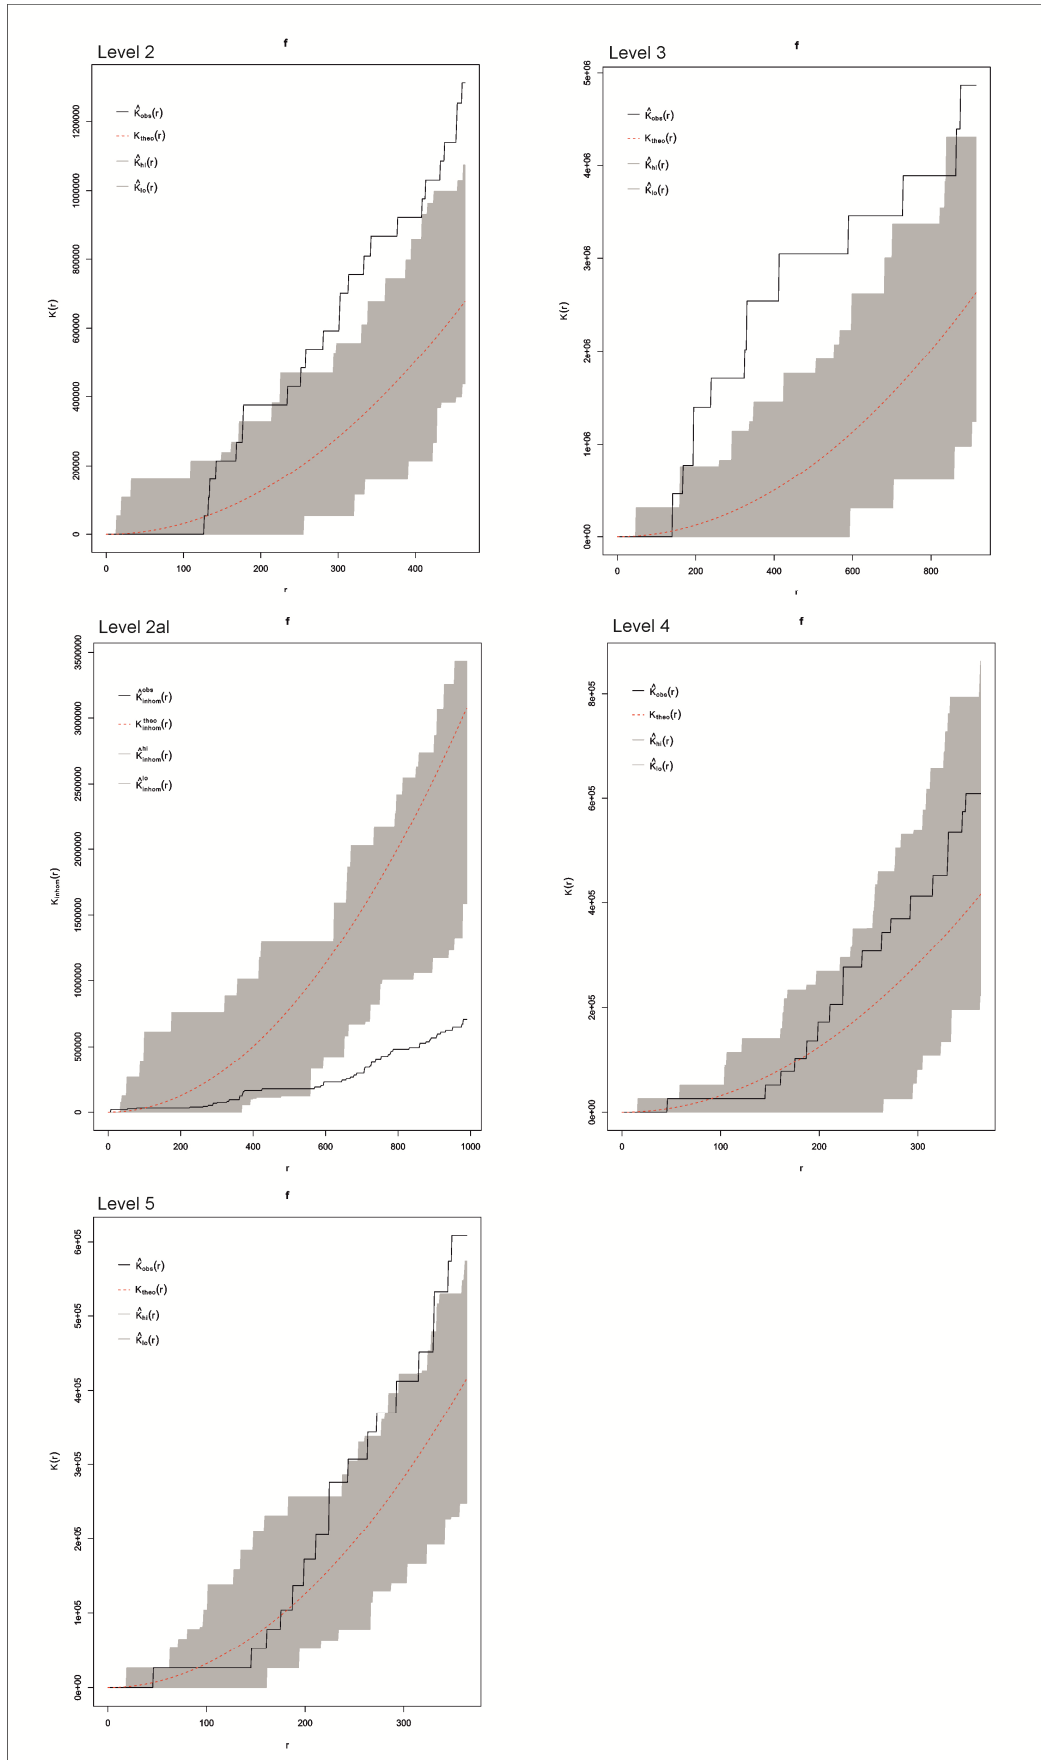 Level 2
f
K(r)
0
200000
400000
600000
800000
1000000
1200000
K̂obs(r)
Ktheo(r)
K̂hi(r)
K̂lo(r)
0 100 200 300 400
r
Level 3
f
K(r)
0e+00
1e+06
2e+06
3e+06
4e+06
5e+06
K̂obs(r)
Ktheo(r)
K̂hi(r)
K̂lo(r)
0 200 400 600 800
r
Level 2al
f
Kinhom(r)
0
500000
1000000
1500000
2000000
2500000
3000000
3500000
K̂inhom^obs(r)
Kinhom^theo(r)
K̂inhom^hi(r)
K̂inhom^lo(r)
0 200 400 600 800 1000
r
Level 4
f
K(r)
0e+00
2e+05
4e+05
6e+05
8e+05
K̂obs(r)
Ktheo(r)
K̂hi(r)
K̂lo(r)
0 100 200 300
r
Level 5
f
K(r)
0e+00
1e+05
2e+05
3e+05
4e+05
5e+05
6e+05
K̂obs(r)
Ktheo(r)
K̂hi(r)
K̂lo(r)
0 100 200 300
r